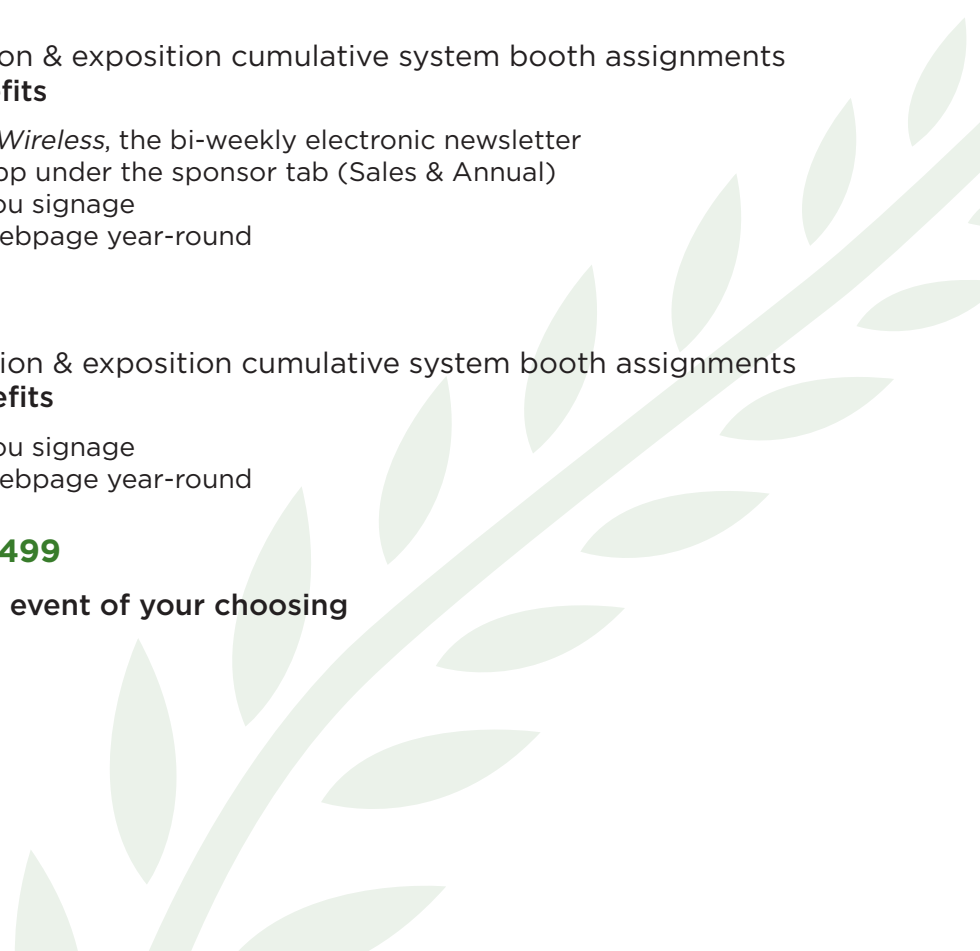 on & exposition cumulative system booth assignments
fits
Wireless, the bi-weekly electronic newsletter
op under the sponsor tab (Sales & Annual)
ou signage
ebpage year-round
ion & exposition cumulative system booth assignments
efits
ou signage
ebpage year-round
499
event of your choosing